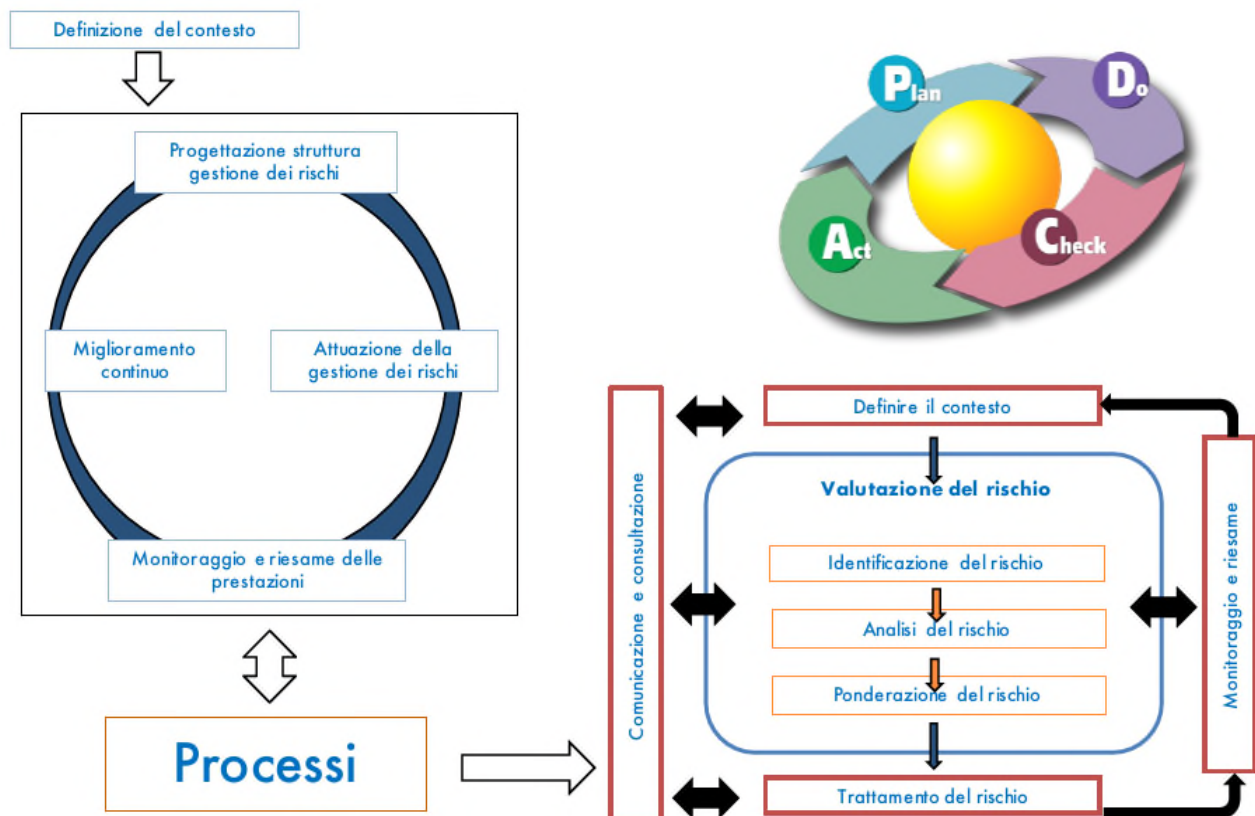 Definizione del contesto
Progettazione struttura
gestione dei rischi
Miglioramento
continuo
Attuazione della
gestione dei rischi
Monitoraggio e riesame delle
prestazioni
Processi
Plan
Do
Act
Check
Comunicazione e consultazione
Definire il contesto
Valutazione del rischio
Identificazione del rischio
Analisi del rischio
Ponderazione del rischio
Trattamento del rischio
Monitoraggio e riesame